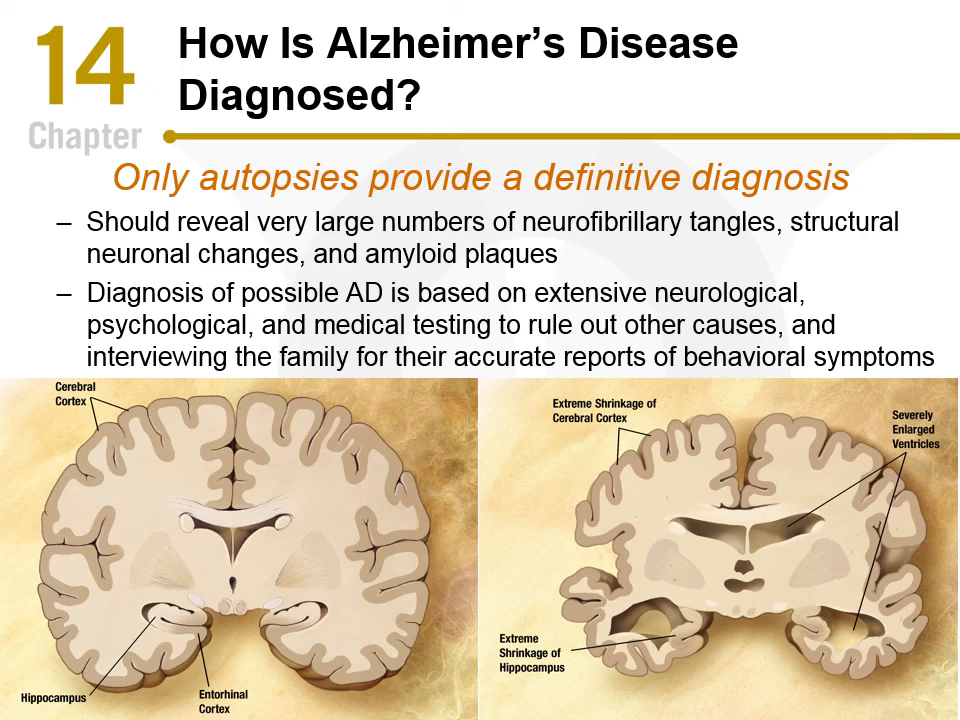 14
Chapter
How Is Alzheimer’s Disease
Diagnosed?
Only autopsies provide a definitive diagnosis
– Should reveal very large numbers of neurofibrillary tangles, structural
neuronal changes, and amyloid plaques
– Diagnosis of possible AD is based on extensive neurological,
psychological, and medical testing to rule out other causes, and
interviewing the family for their accurate reports of behavioral symptoms
Cerebral
Cortex
Hippocampus
Entorhinal
Cortex
Extreme Shrinkage of
Cerebral Cortex
Severely
Enlarged
Ventricles
Extreme
Shrinkage of
Hippocampus